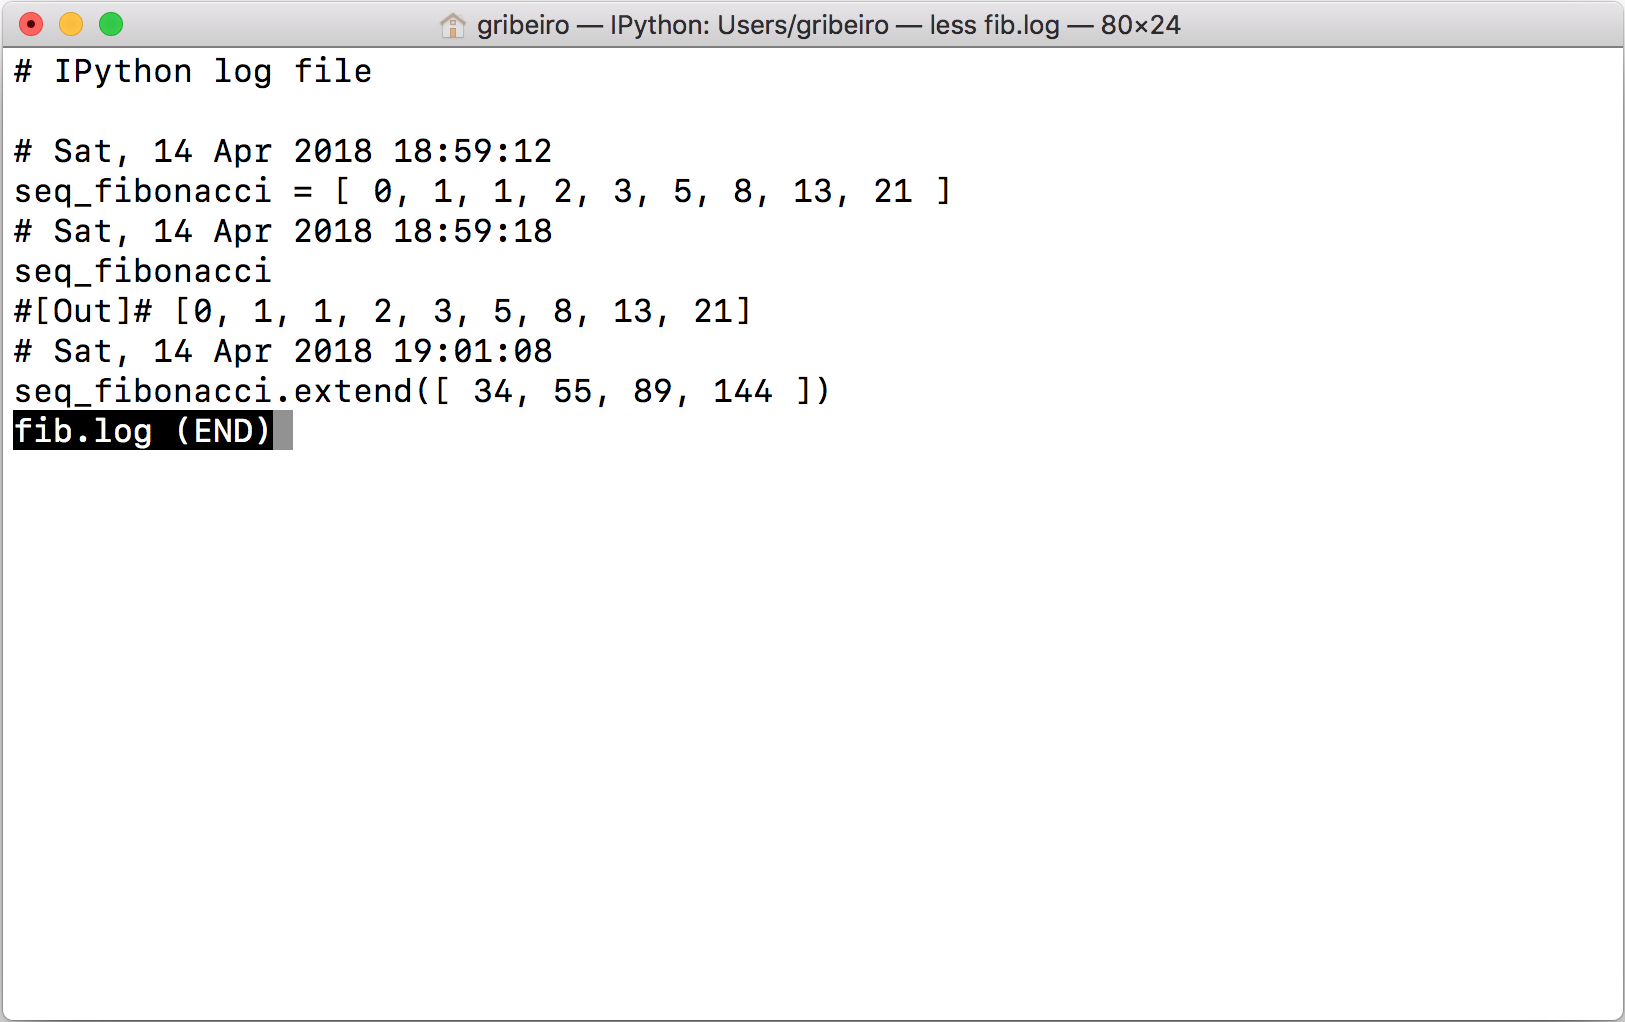 gribeiro — IPython: Users/gribeiro — less fib.log — 80×24
# IPython log file
# Sat, 14 Apr 2018 18:59:12
seq_fibonacci = [ 0, 1, 1, 2, 3, 5, 8, 13, 21 ]
# Sat, 14 Apr 2018 18:59:18
seq_fibonacci
#[Out]# [0, 1, 1, 2, 3, 5, 8, 13, 21]
# Sat, 14 Apr 2018 19:01:08
seq_fibonacci.extend([ 34, 55, 89, 144 ])
fib.log (END)